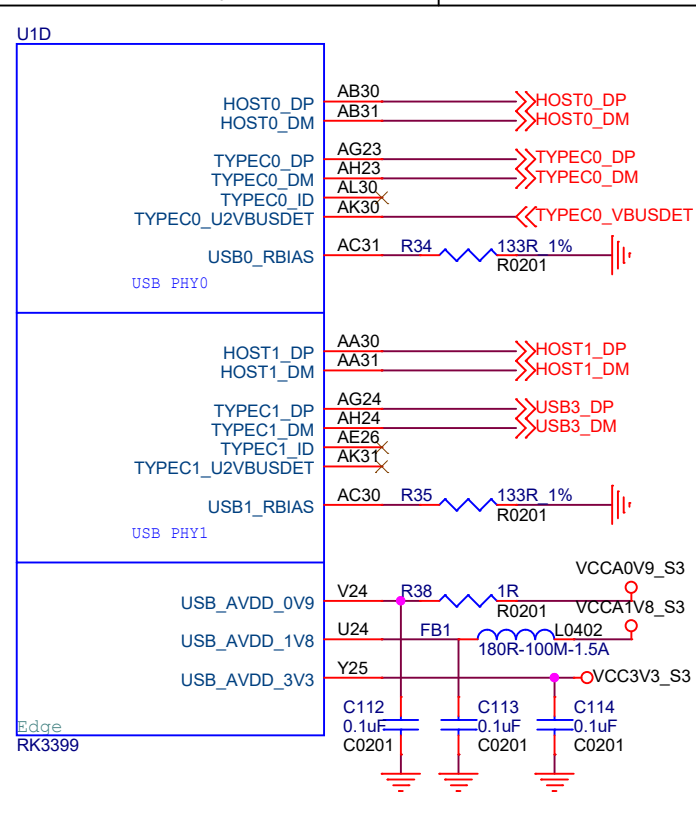 U1D
HOST0_DP AB30 HOST0_DP
HOST0_DM AB31 HOST0_DM
TYPEC0_DP AG23 TYPEC0_DP
TYPEC0_DM AH23 TYPEC0_DM
TYPEC0_ID AL30
TYPEC0_U2VBUSDET AK30 TYPEC0_VBUSDET
USB0_RBIAS AC31 R34 133R_1%
R0201
USB PHY0
HOST1_DP AA30 HOST1_DP
HOST1_DM AA31 HOST1_DM
TYPEC1_DP AG24 USB3_DP
TYPEC1_DM AH24 USB3_DM
TYPEC1_ID AE26
TYPEC1_U2VBUSDET AK31
USB1_RBIAS AC30 R35 133R_1%
R0201
USB PHY1
VCCA0V9_S3
USB_AVDD_0V9 V24 R38 1R
R0201 VCCA1V8_S3
USB_AVDD_1V8 U24 FB1 L0402
180R-100M-1.5A
USB_AVDD_3V3 Y25 VCC3V3_S3
C112 C113 C114
Edge 0.1uF 0.1uF 0.1uF
RK3399 C0201 C0201 C0201